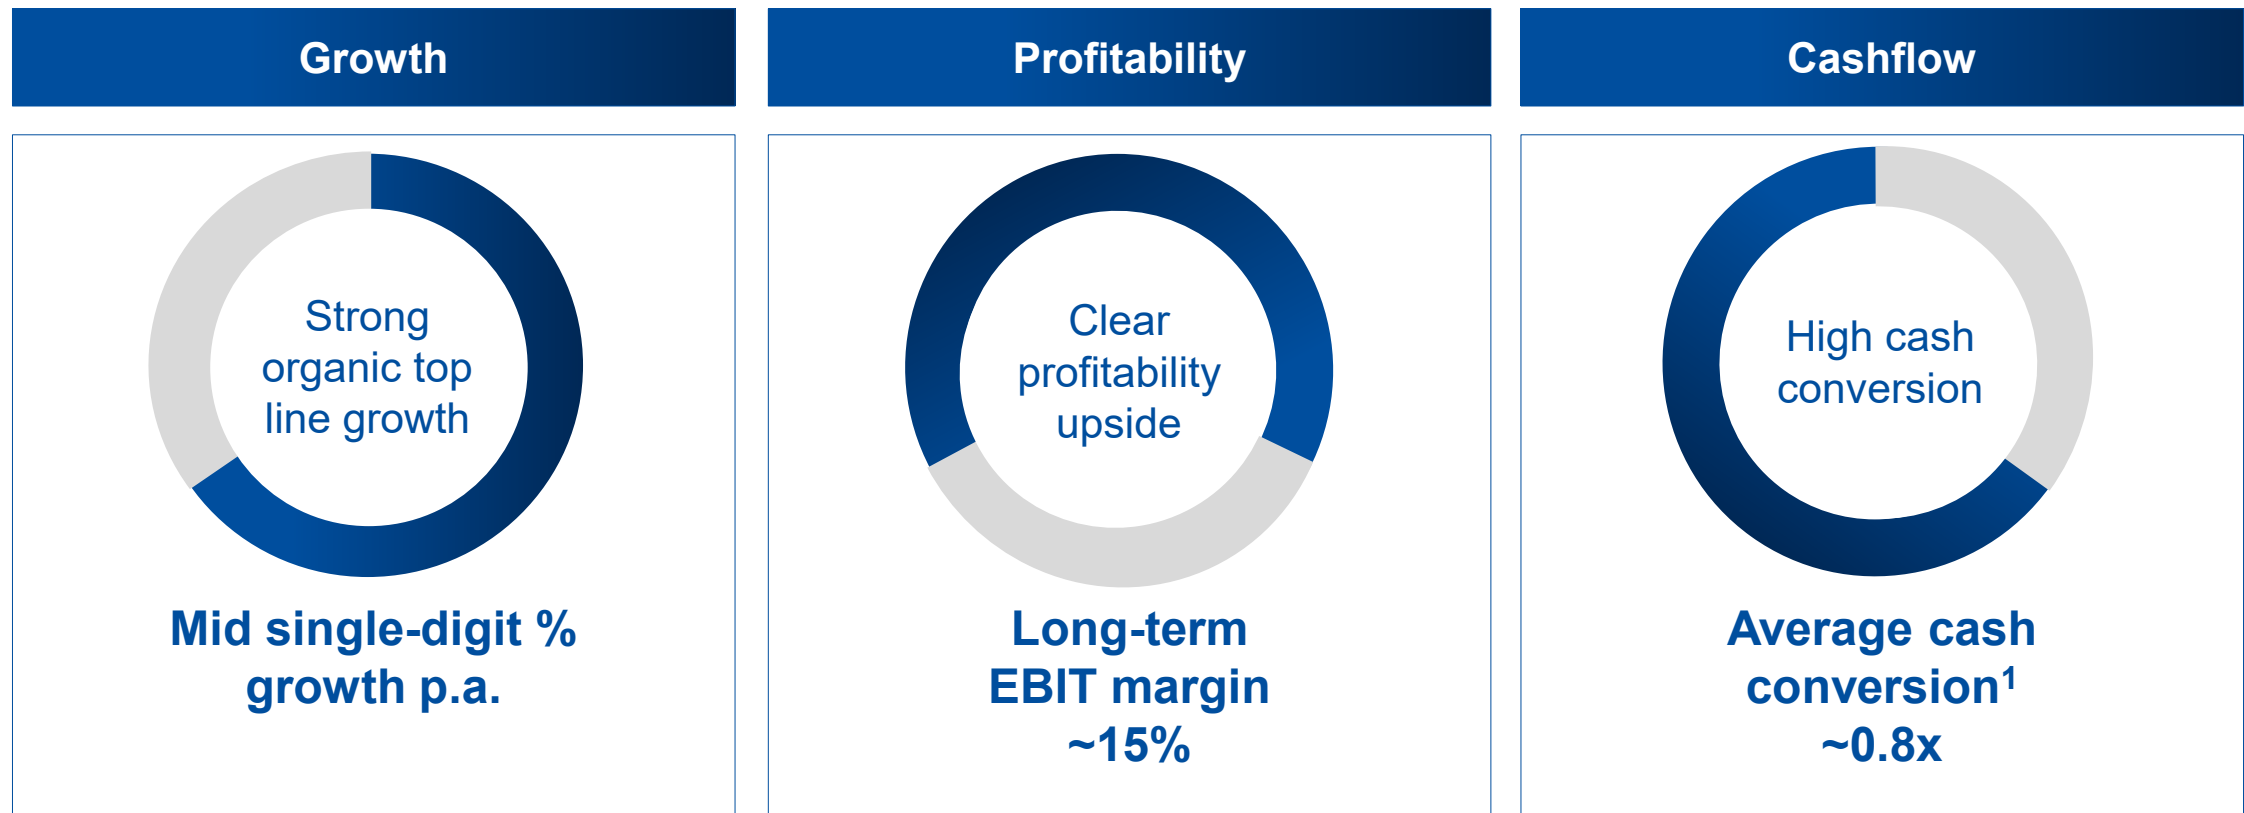 Growth
Strong
organic top
line growth
Mid single-digit %
growth p.a.
Profitability
Clear
profitability
upside
Long-term
EBIT margin
~15%
Cashflow
High cash
conversion
Average cash
conversion¹
~0.8x